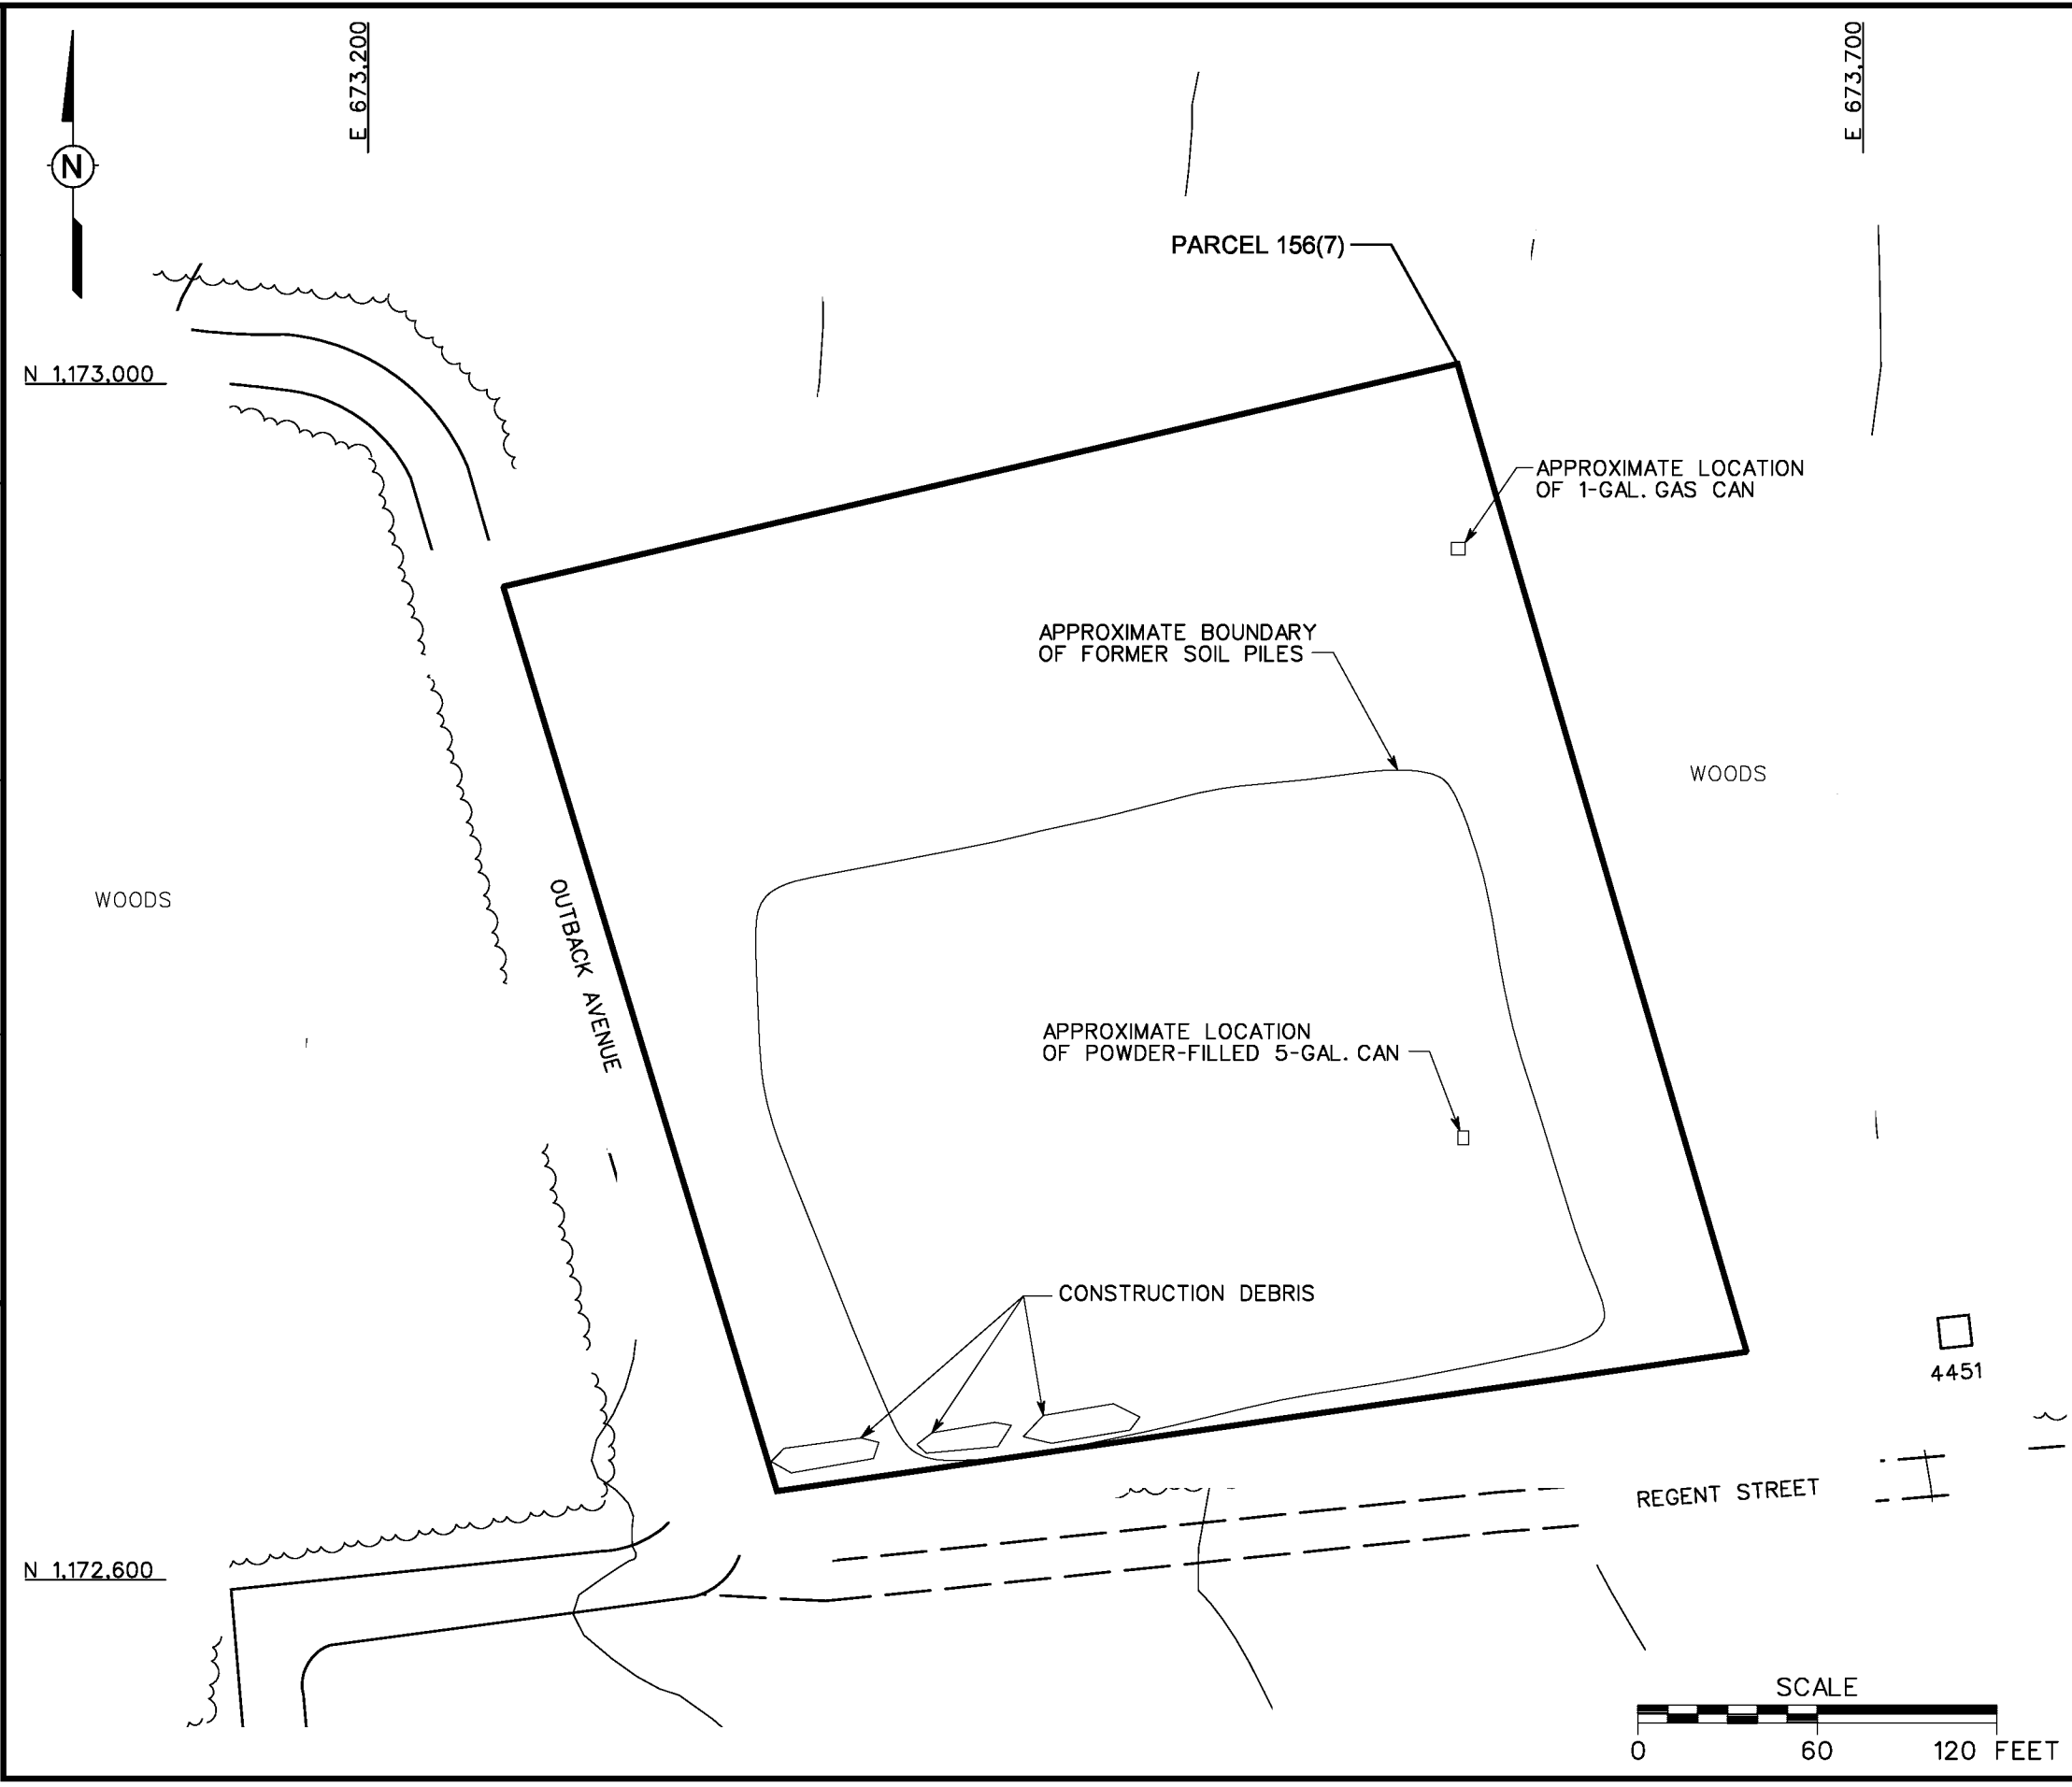 E 673,200
E 673,700
N
PARCEL 156(7)
N 1,173,000
APPROXIMATE LOCATION
OF 1-GAL. GAS CAN
APPROXIMATE BOUNDARY
OF FORMER SOIL PILES
WOODS
WOODS
OUTBACK AVENUE
APPROXIMATE LOCATION
OF POWDER-FILLED 5-GAL. CAN
CONSTRUCTION DEBRIS
4451
REGENT STREET
N 1,172,600
SCALE
0 60 120 FEET